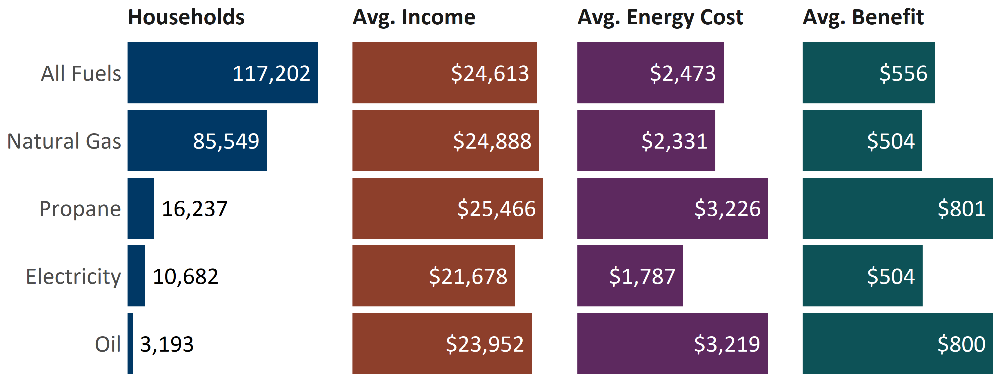 Households Avg. Income Avg. Energy Cost Avg. Benefit
All Fuels 117,202 $24,613 $2,473 $556
Natural Gas 85,549 $24,888 $2,331 $504
Propane 16,237 $25,466 $3,226 $801
Electricity 10,682 $21,678 $1,787 $504
Oil 3,193 $23,952 $3,219 $800